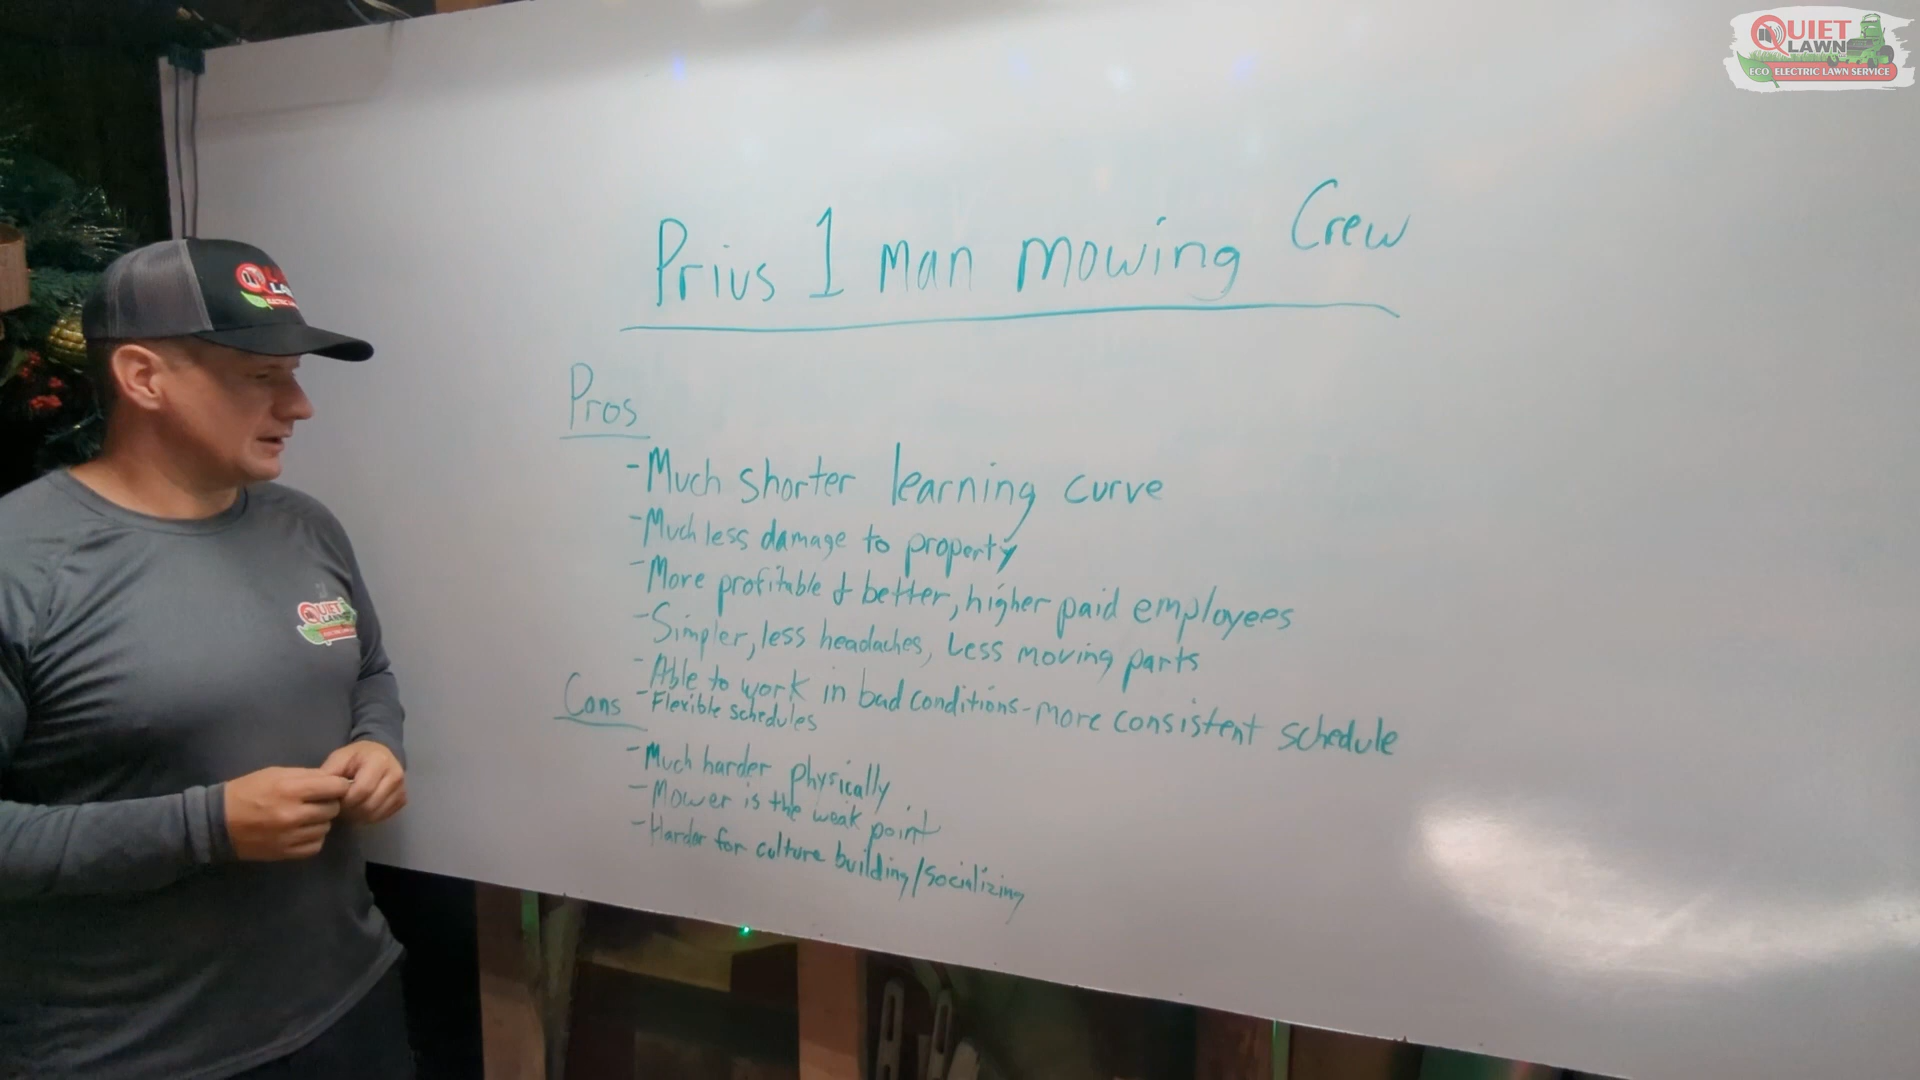 QUIET
LAWN
ECO ELECTRIC LAWN SERVICE
Prius 1 Man Mowing Crew
Pros
- Much shorter learning curve
- Much less damage to property
- More profitable & better, higher paid employees
- Simpler, less headaches, Less moving parts
- Able to work in bad conditions - more consistent schedule
- Flexible schedules
Cons
- Much harder physically
- Mower is the weak point
- Harder for culture building/socializing
QUIET
LAWN